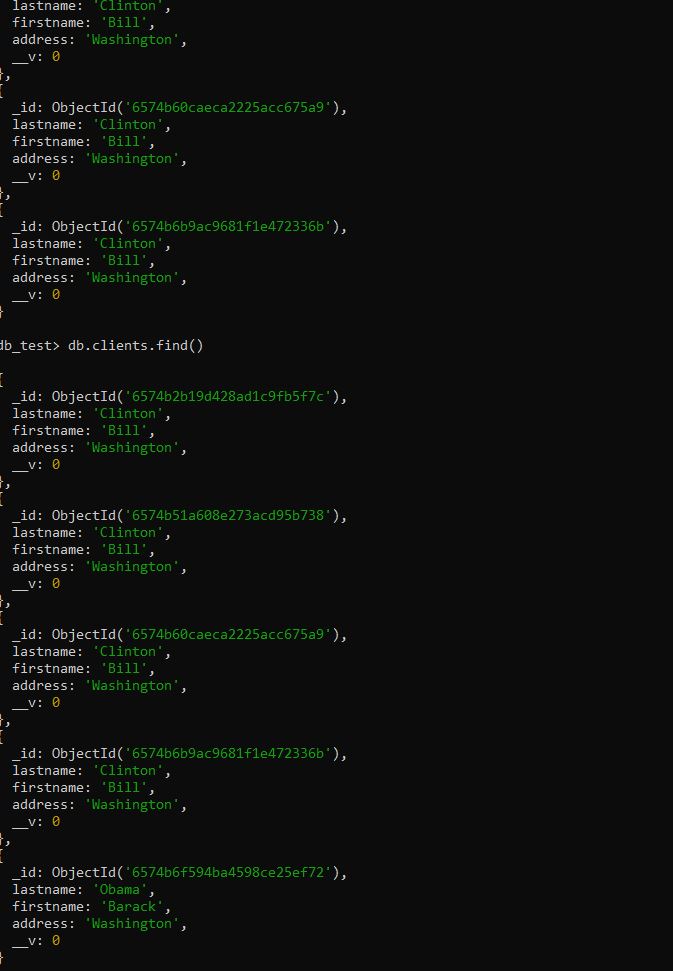 lastname: 'Clinton',
firstname: 'Bill',
address: 'Washington',
__v: 0
},
{
_id: ObjectId('6574b60caeca2225acc675a9'),
lastname: 'Clinton',
firstname: 'Bill',
address: 'Washington',
__v: 0
},
{
_id: ObjectId('6574b6b9ac9681f1e472336b'),
lastname: 'Clinton',
firstname: 'Bill',
address: 'Washington',
__v: 0
}
db_test> db.clients.find()
{
_id: ObjectId('6574b2b19d428ad1c9fb5f7c'),
lastname: 'Clinton',
firstname: 'Bill',
address: 'Washington',
__v: 0
},
{
_id: ObjectId('6574b51a608e273acd95b738'),
lastname: 'Clinton',
firstname: 'Bill',
address: 'Washington',
__v: 0
},
{
_id: ObjectId('6574b60caeca2225acc675a9'),
lastname: 'Clinton',
firstname: 'Bill',
address: 'Washington',
__v: 0
},
{
_id: ObjectId('6574b6b9ac9681f1e472336b'),
lastname: 'Clinton',
firstname: 'Bill',
address: 'Washington',
__v: 0
},
{
_id: ObjectId('6574b6f594ba4598ce25ef72'),
lastname: 'Obama',
firstname: 'Barack',
address: 'Washington',
__v: 0
}